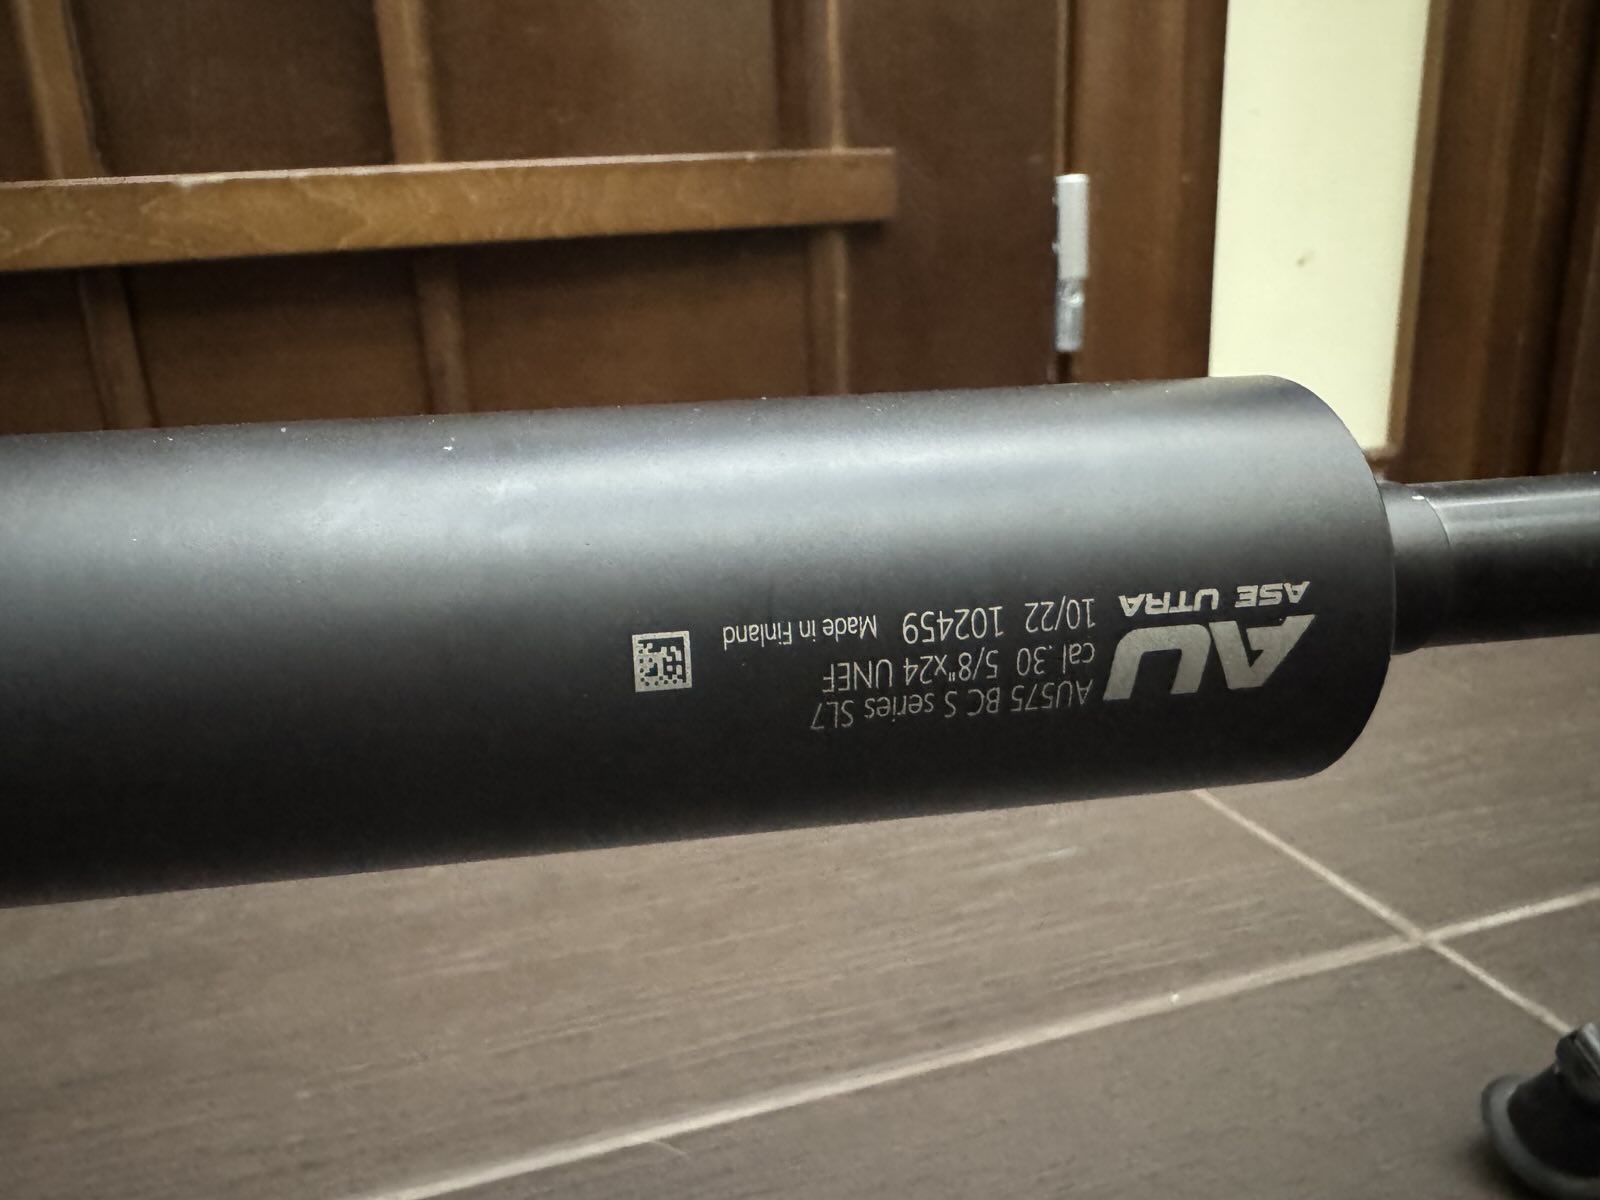 AU
ASE UTRA
AU575 BC S series SL7
cal .30 5/8"x24 UNEF
10/22 102459 Made in Finland